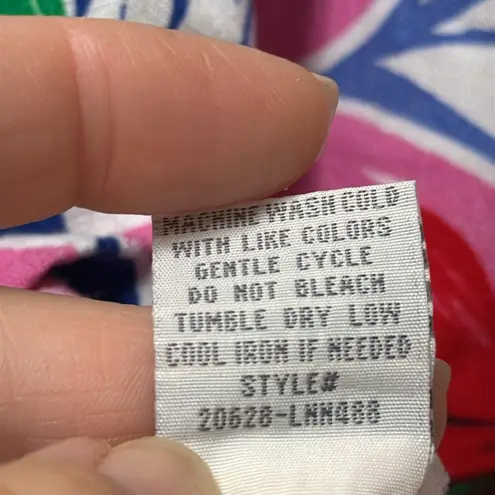 MACHINE WASH COLD
WITH LIKE COLORS
GENTLE CYCLE
DO NOT BLEACH
TUMBLE DRY LOW
COOL IRON IF NEEDED
STYLE#
20628-LNN488